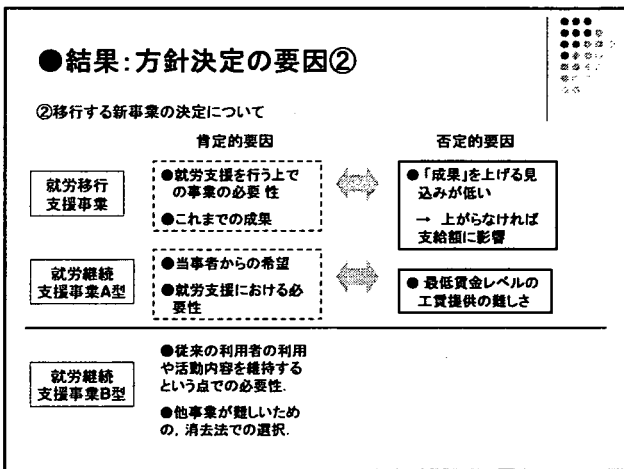 ●結果:方針決定の要因②
②移行する新事業の決定について
肯定的要因
否定的要因
就労移行
支援事業
●就労支援を行う上で
の事業の必要 性
●これまでの成果
●「成果」を上げる見
込みが低い
→ 上がらなければ
支給額に影響
就労継続
支援事業A型
●当事者からの希望
●就労支援における必
要性
● 最低賃金レベルの
工賃提供の難しさ
就労継続
支援事業B型
●従来の利用者の利用
や活動内容を維持する
という点での必要性.
●他事業が難しいため
の, 消去法での選択.